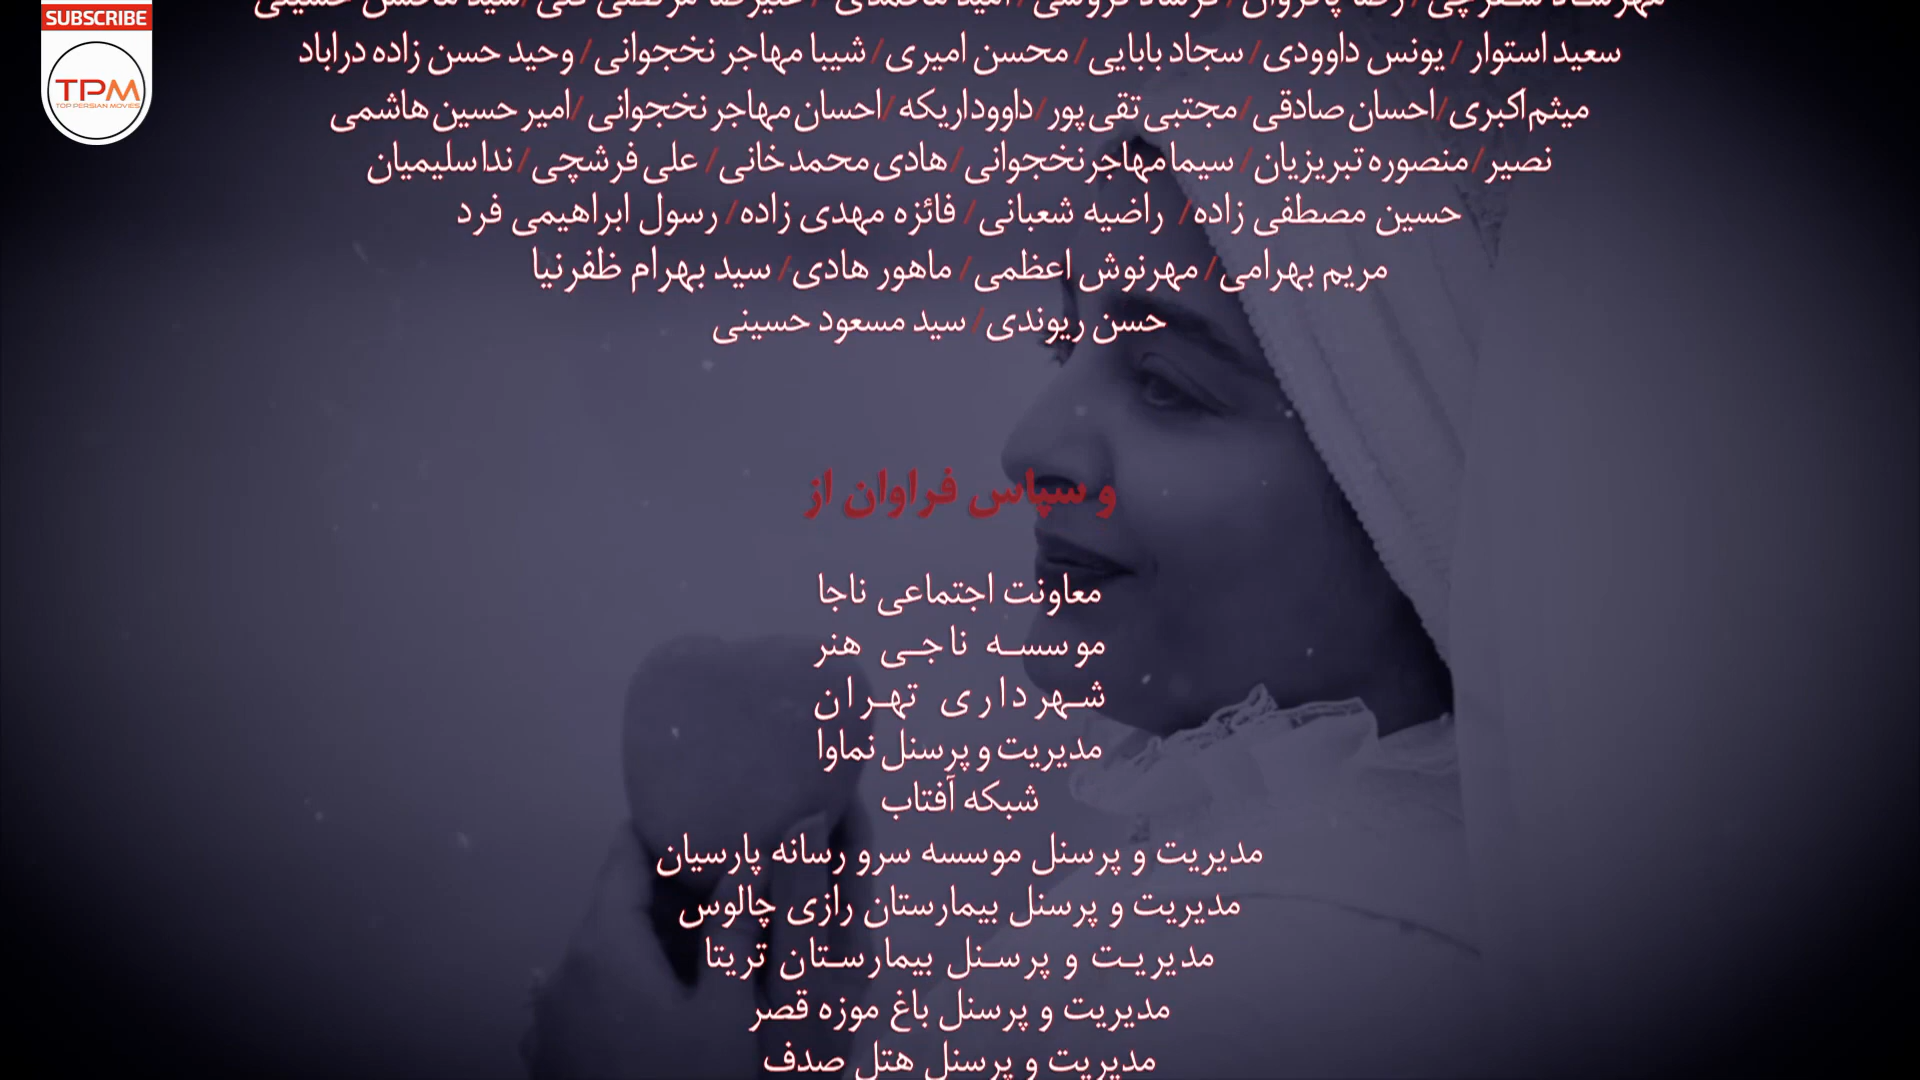 SUBSCRIBE
TPM
TOP PERSIAN MOVIES
سعید استوار / یونس داوودی / سجاد بابایی / محسن امیری / شیبا مهاجر نخجوانی / وحید حسن زاده درآباد
میثم اکبری / احسان صادقی / مجتبی تقی پور / داوود اریکه / احسان مهاجر نخجوانی / امیر حسین هاشمی
نصیر / منصوره تبریزیان / سیما مهاجر نخجوانی / هادی محمدخانی / علی فرشچی / ندا سلیمیان
حسین مصطفی زاده / راضیه شعبانی / فائزه مهدی زاده / رسول ابراهیمی فرد
مریم بهرامی / مهرنوش اعظمی / ماهور هادی / سید بهرام ظفرنیا
حسن ریوندی / سید مسعود حسینی
و سپاس فراوان از
معاونت اجتماعی ناجا
موسسه ناجی هنر
شهرداری تهران
مدیریت و پرسنل نماوا
شبکه آفتاب
مدیریت و پرسنل موسسه سرو رسانه پارسیان
مدیریت و پرسنل بیمارستان رازی چالوس
مدیریت و پرسنل بیمارستان تریتا
مدیریت و پرسنل باغ موزه قصر
مدیریت و پرسنل هتل صدف